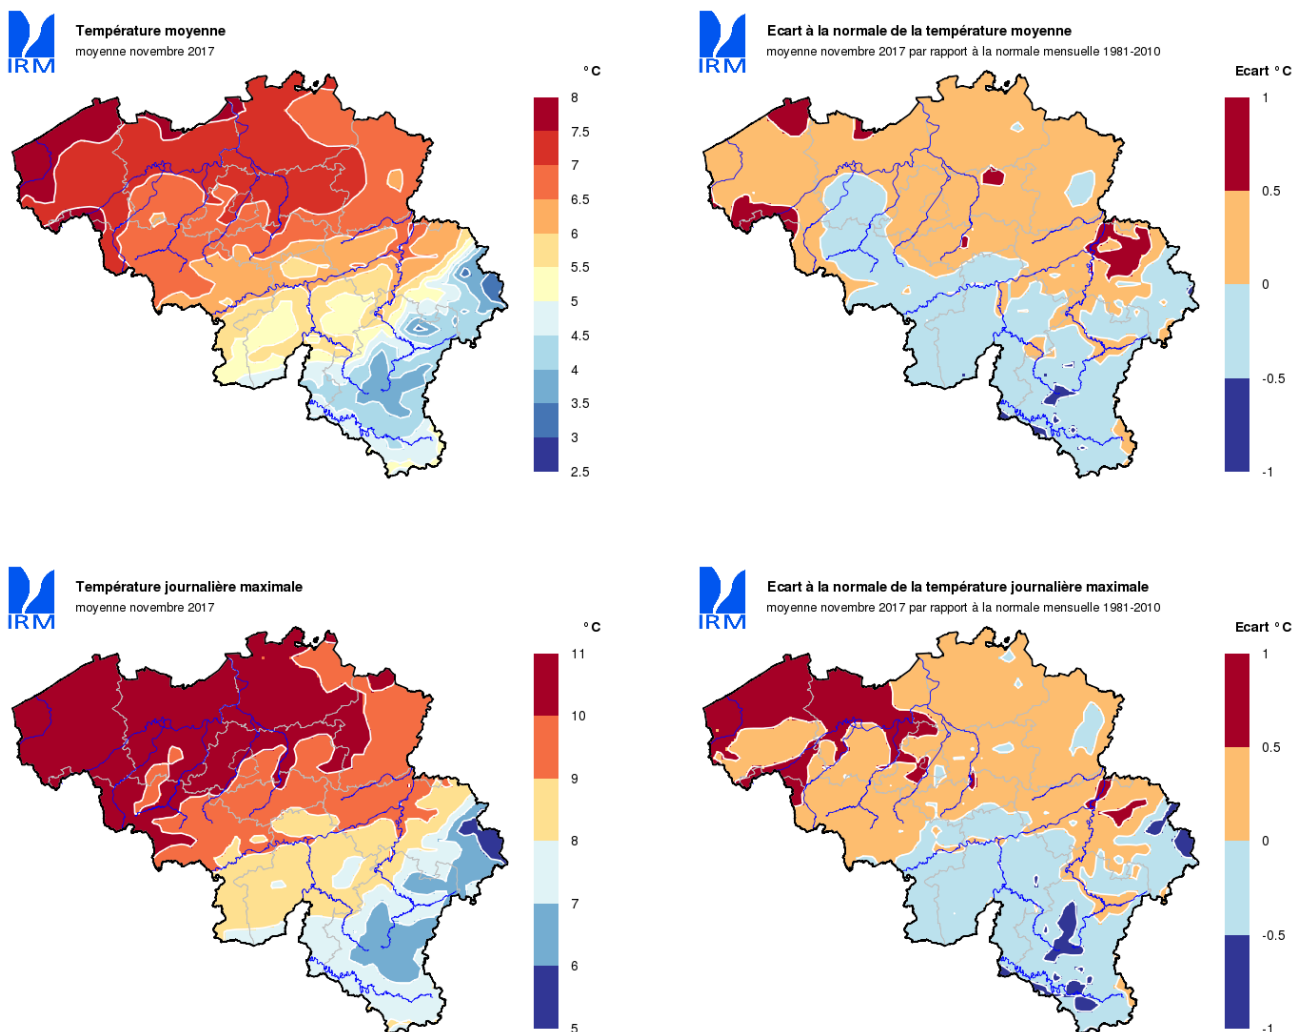 IRM
Température moyenne
moyenne novembre 2017
°C
8
7.5
7
6.5
6
5.5
5
4.5
4
3.5
3
2.5
IRM
Ecart à la normale de la température moyenne
moyenne novembre 2017 par rapport à la normale mensuelle 1981-2010
Ecart °C
1
0.5
0
-0.5
-1
IRM
Température journalière maximale
moyenne novembre 2017
°C
11
10
9
8
7
6
5
IRM
Ecart à la normale de la température journalière maximale
moyenne novembre 2017 par rapport à la normale mensuelle 1981-2010
Ecart °C
1
0.5
0
-0.5
-1